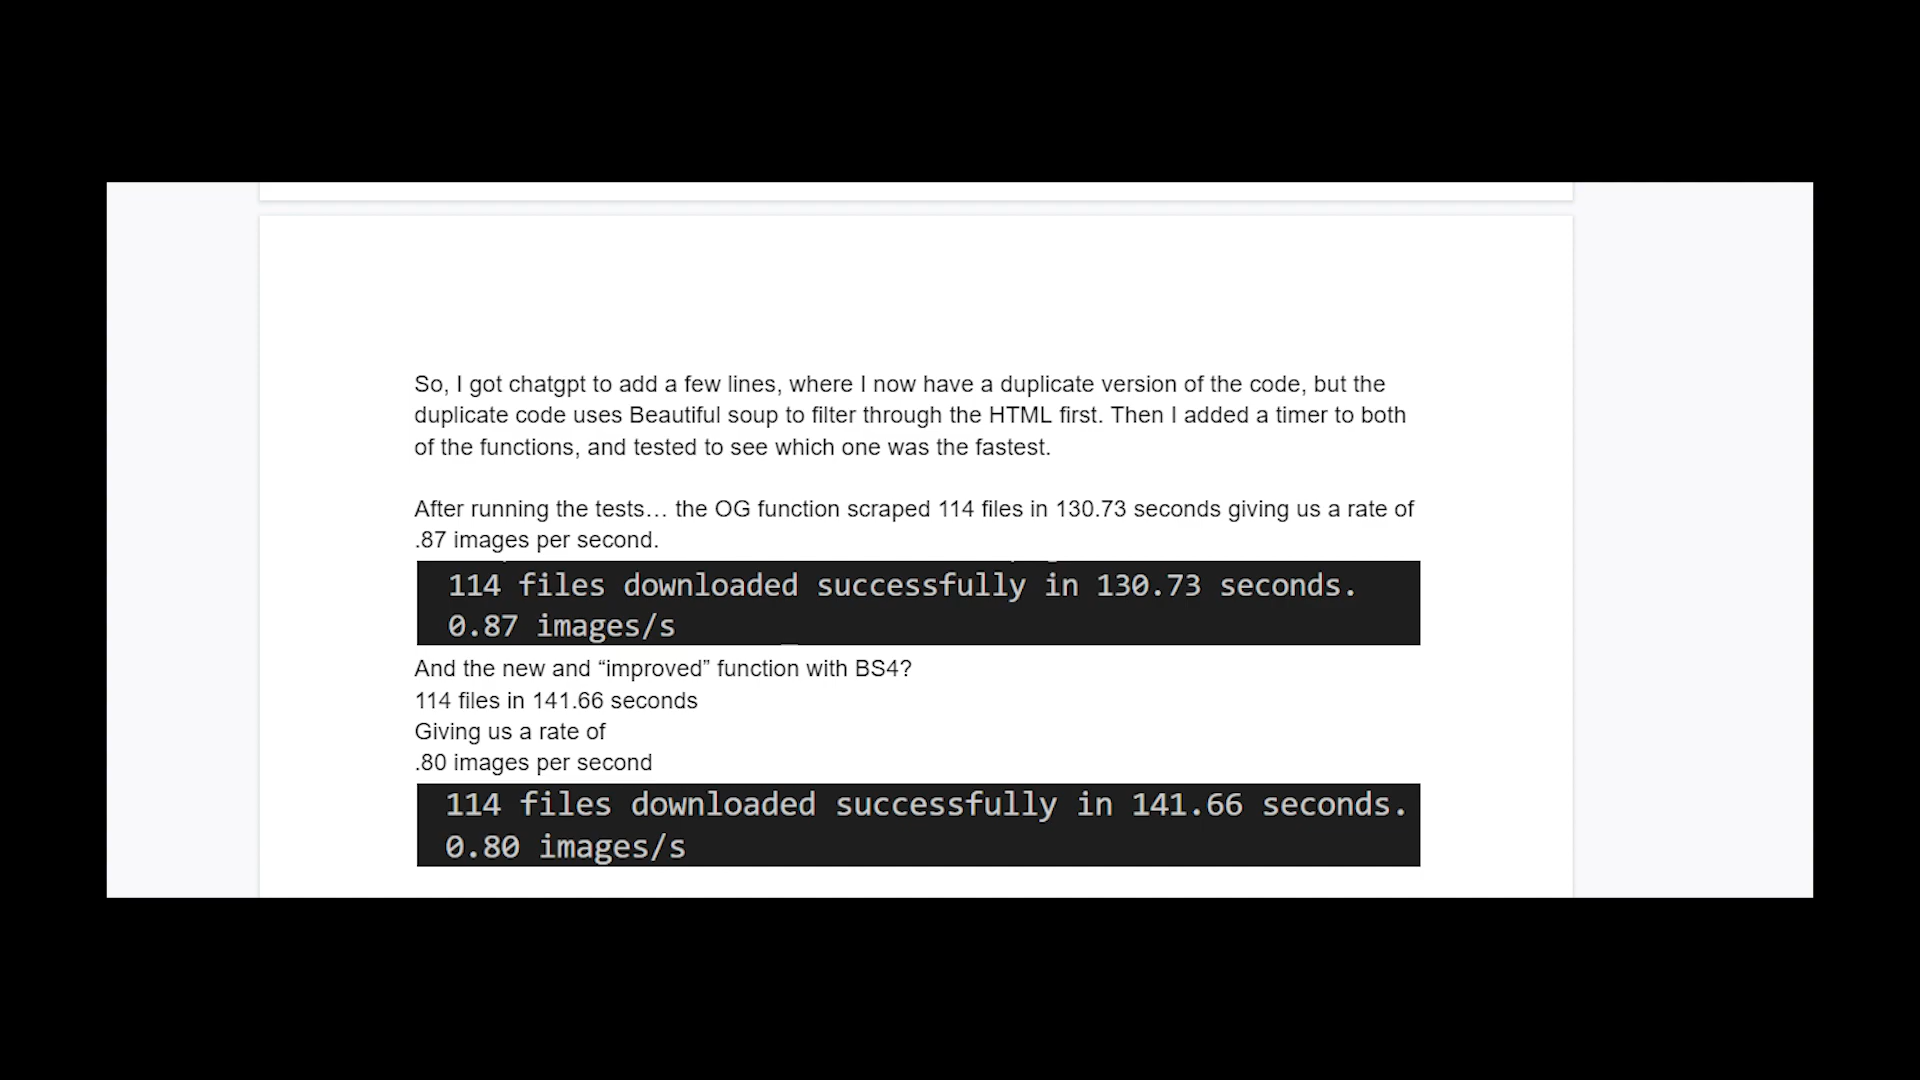 So, I got chatgpt to add a few lines, where I now have a duplicate version of the code, but the
duplicate code uses Beautiful soup to filter through the HTML first. Then I added a timer to both
of the functions, and tested to see which one was the fastest.
After running the tests… the OG function scraped 114 files in 130.73 seconds giving us a rate of
.87 images per second.
114 files downloaded successfully in 130.73 seconds.
0.87 images/s
And the new and “improved” function with BS4?
114 files in 141.66 seconds
Giving us a rate of
.80 images per second
114 files downloaded successfully in 141.66 seconds.
0.80 images/s